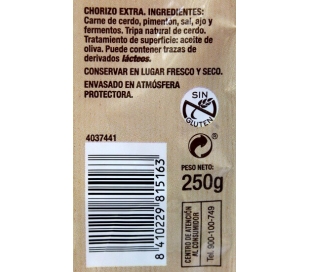 CHORIZO EXTRA. INGREDIENTES:
Carne de cerdo, pimentón, sal, ajo y
fermentos. Tripa natural de cerdo.
Tratamiento de superficie: aceite de
oliva. Puede contener trazas de
derivados lácteos.
CONSERVAR EN LUGAR FRESCO Y SECO.
ENVASADO EN ATMÓSFERA
PROTECTORA.
SIN
GLUTEN
4037441
8 410229 815163
PESO NETO:
250g
CENTRO DE ATENCIÓN
AL CONSUMIDOR
Tel. 900-100-749